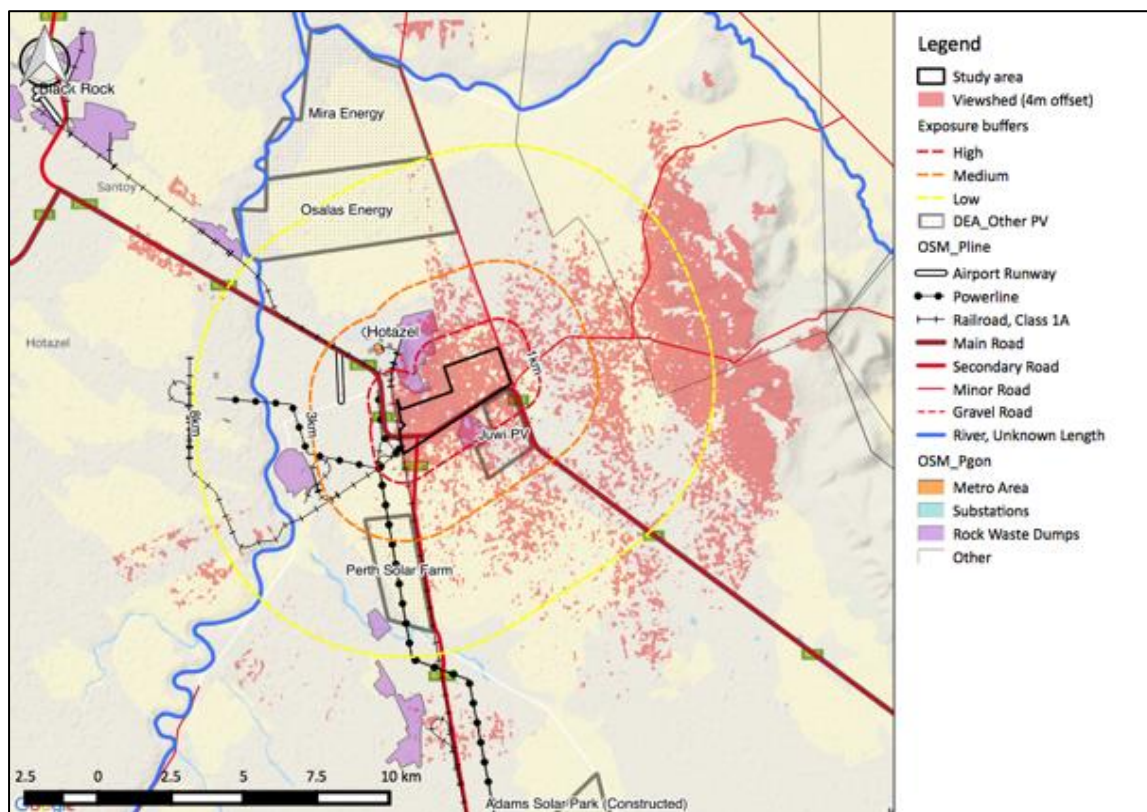 Black Rock
Mira Energy
Santoy
Osalas Energy
Hotazel
Hotazel
1km
6km
3km
Juwi PV
Perth Solar Farm
2.5 0 2.5 5 7.5 10 km
Google
Adams Solar Park (Constructed)
Legend
Study area
Viewshed (4m offset)
Exposure buffers
High
Medium
Low
DEA_Other PV
OSM_Pline
Airport Runway
Powerline
Railroad, Class 1A
Main Road
Secondary Road
Minor Road
Gravel Road
River, Unknown Length
OSM_Pgon
Metro Area
Substations
Rock Waste Dumps
Other